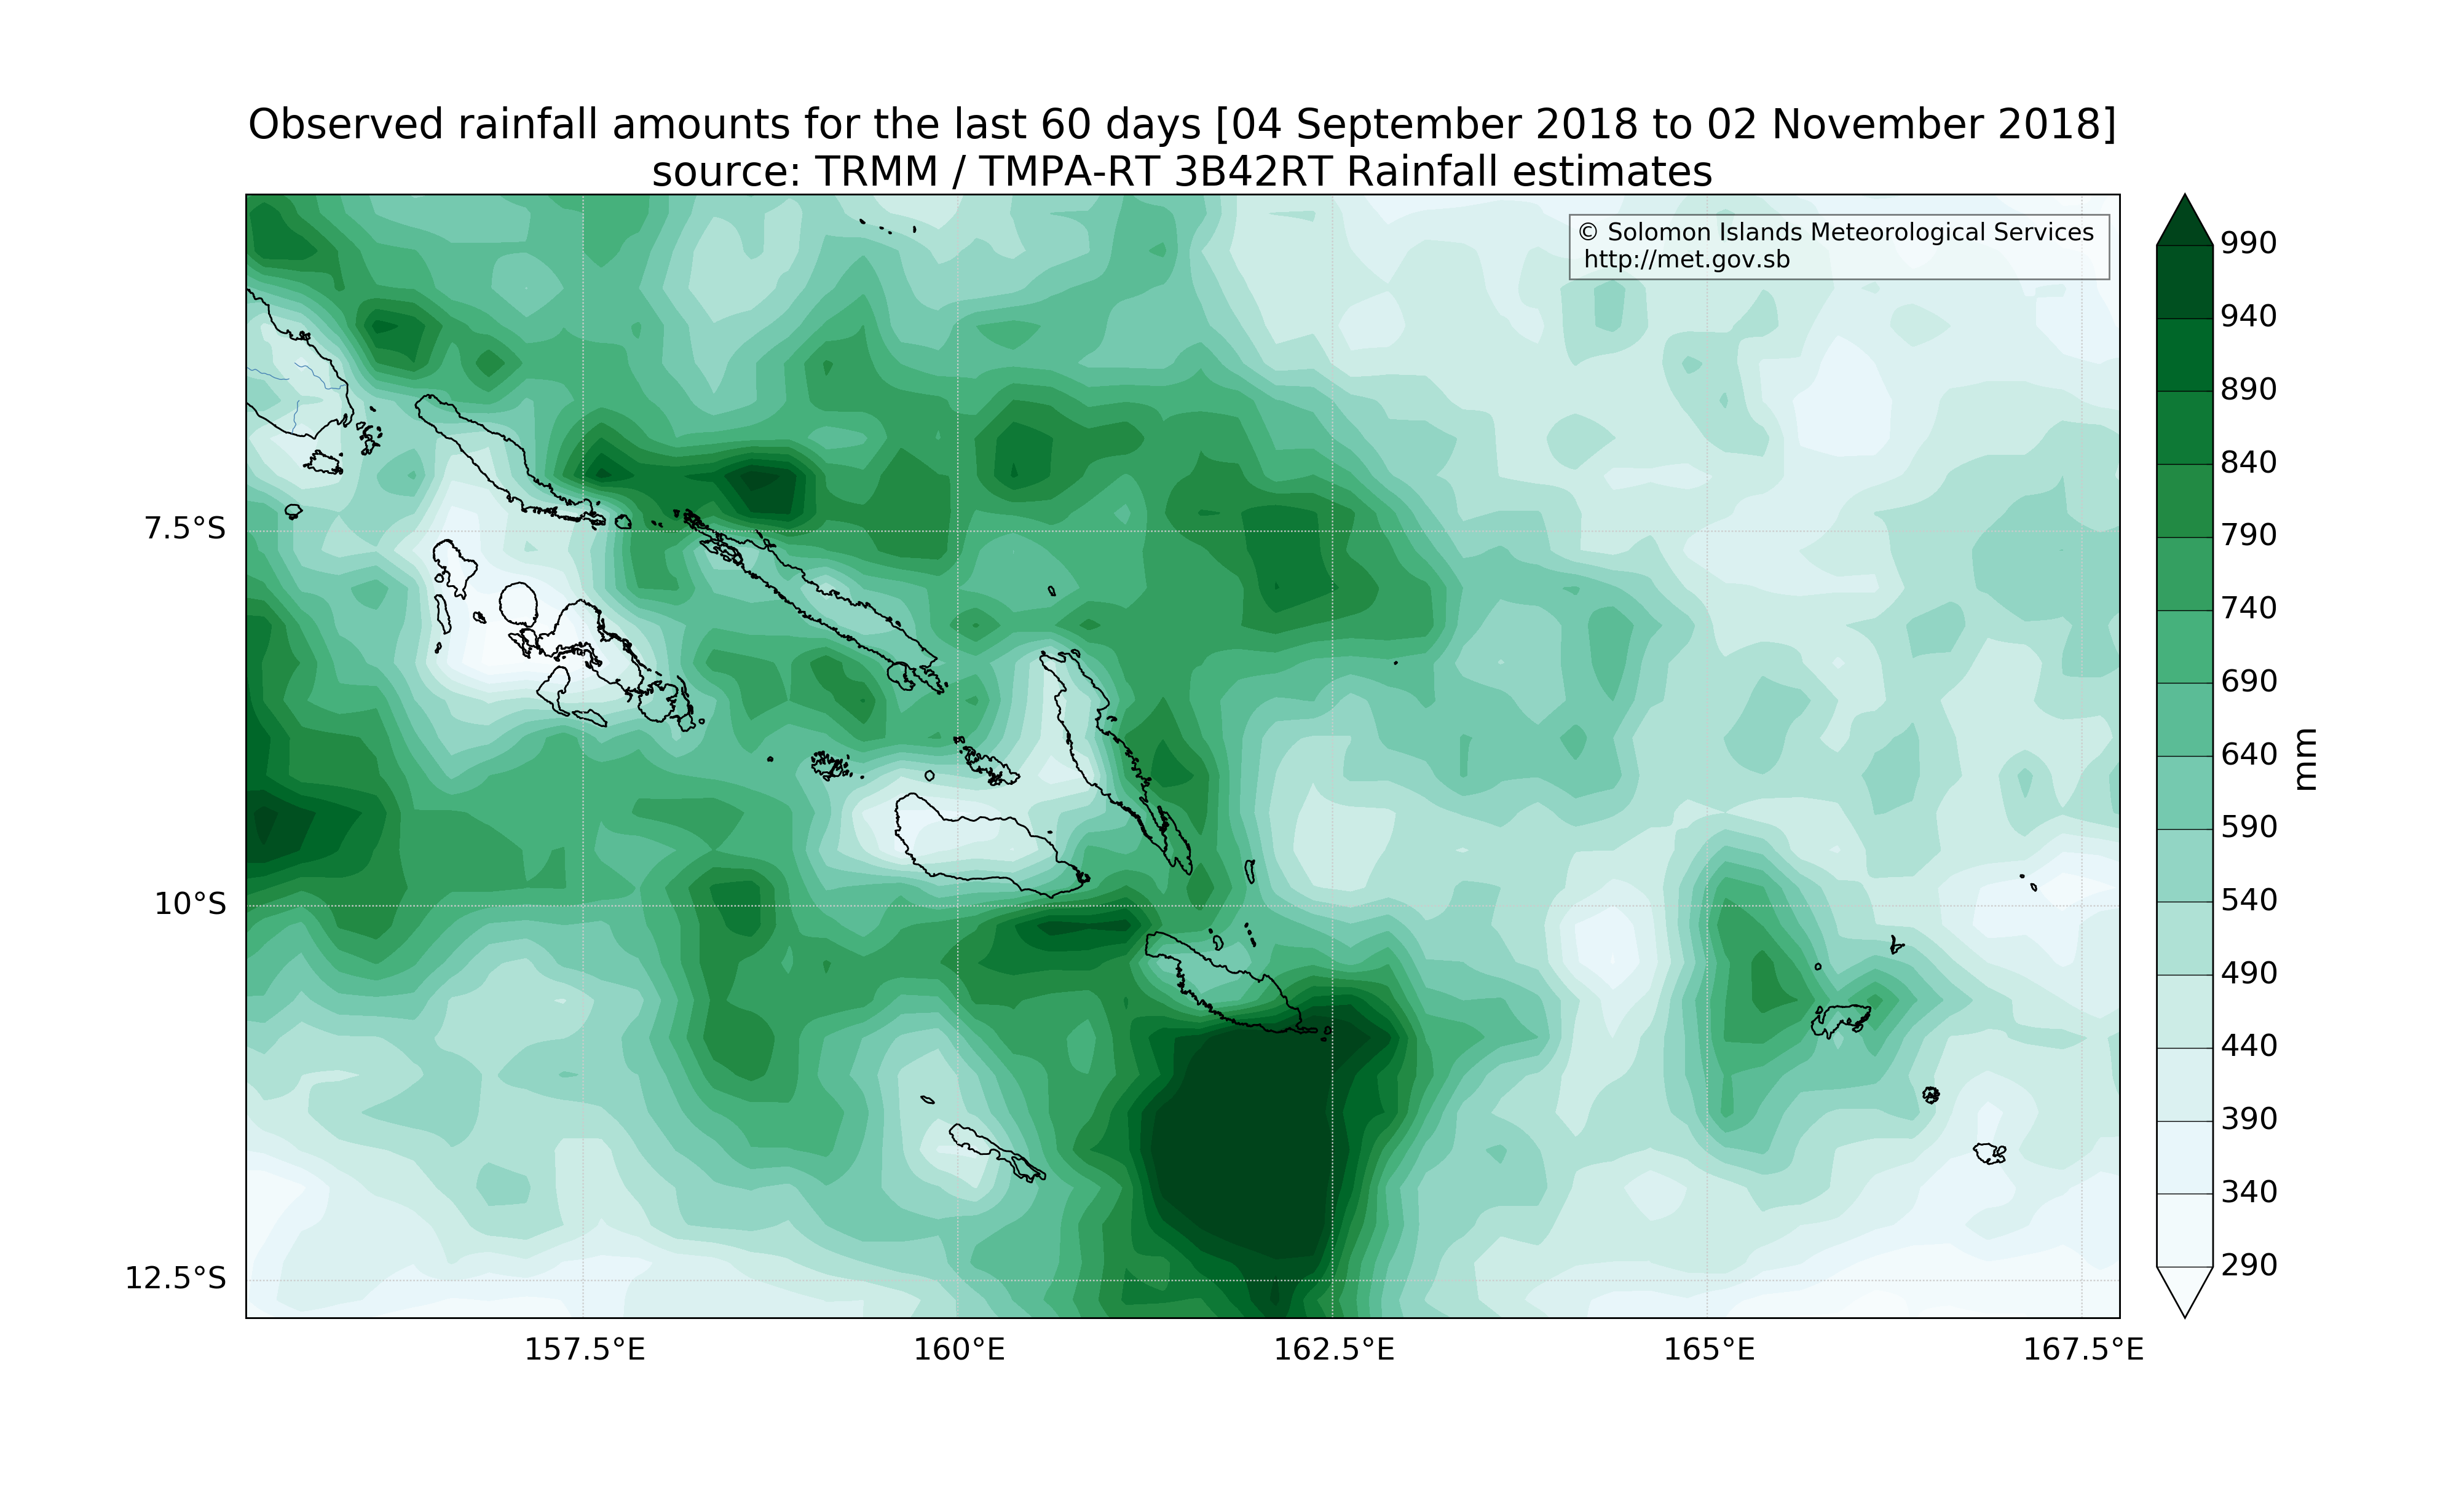 Observed rainfall amounts for the last 60 days [04 September 2018 to 02 November 2018]
source: TRMM / TMPA-RT 3B42RT Rainfall estimates
© Solomon Islands Meteorological Services
http://met.gov.sb
7.5°S
10°S
12.5°S
157.5°E
160°E
162.5°E
165°E
167.5°E
990
940
890
840
790
740
690
640
590
540
490
440
390
340
290
mm